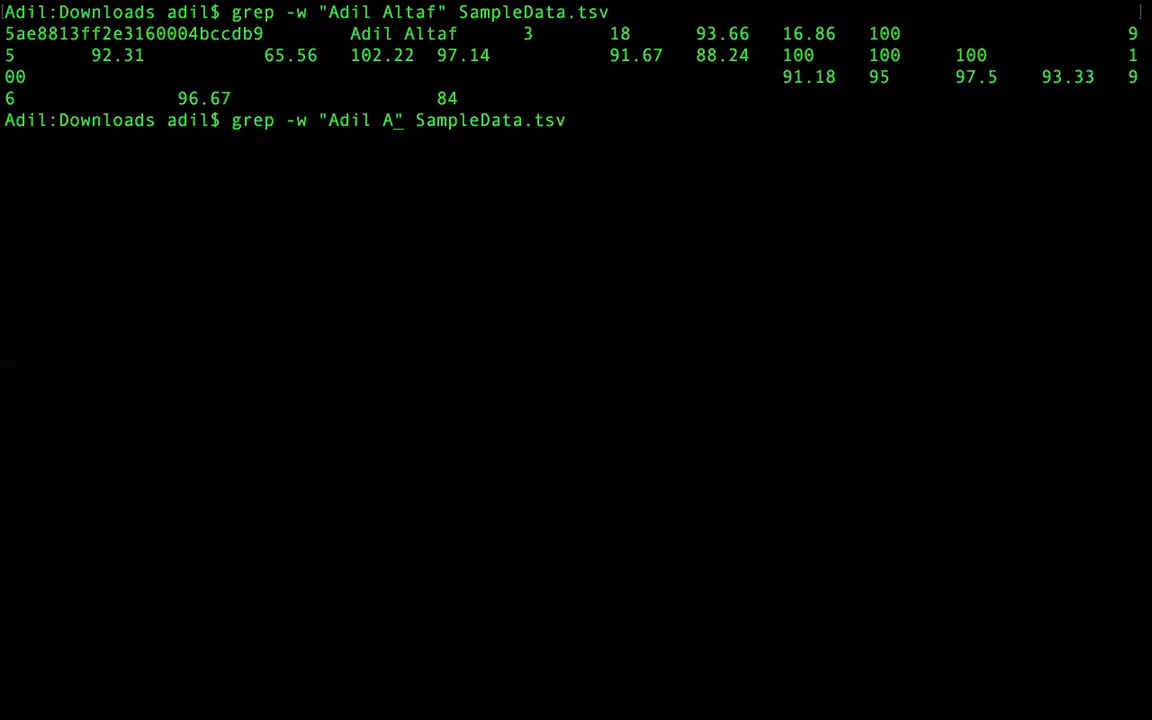 [Adil:Downloads adil$ grep -w "Adil Altaf" SampleData.tsv ]
5ae8813ff2e3160004bccdb9 Adil Altaf 3 18 93.66 16.86 100 9
5 92.31 65.56 102.22 97.14 91.67 88.24 100 100 100 1
00 91.18 95 97.5 93.33 9
6 96.67 84
Adil:Downloads adil$ grep -w "Adil A" SampleData.tsv